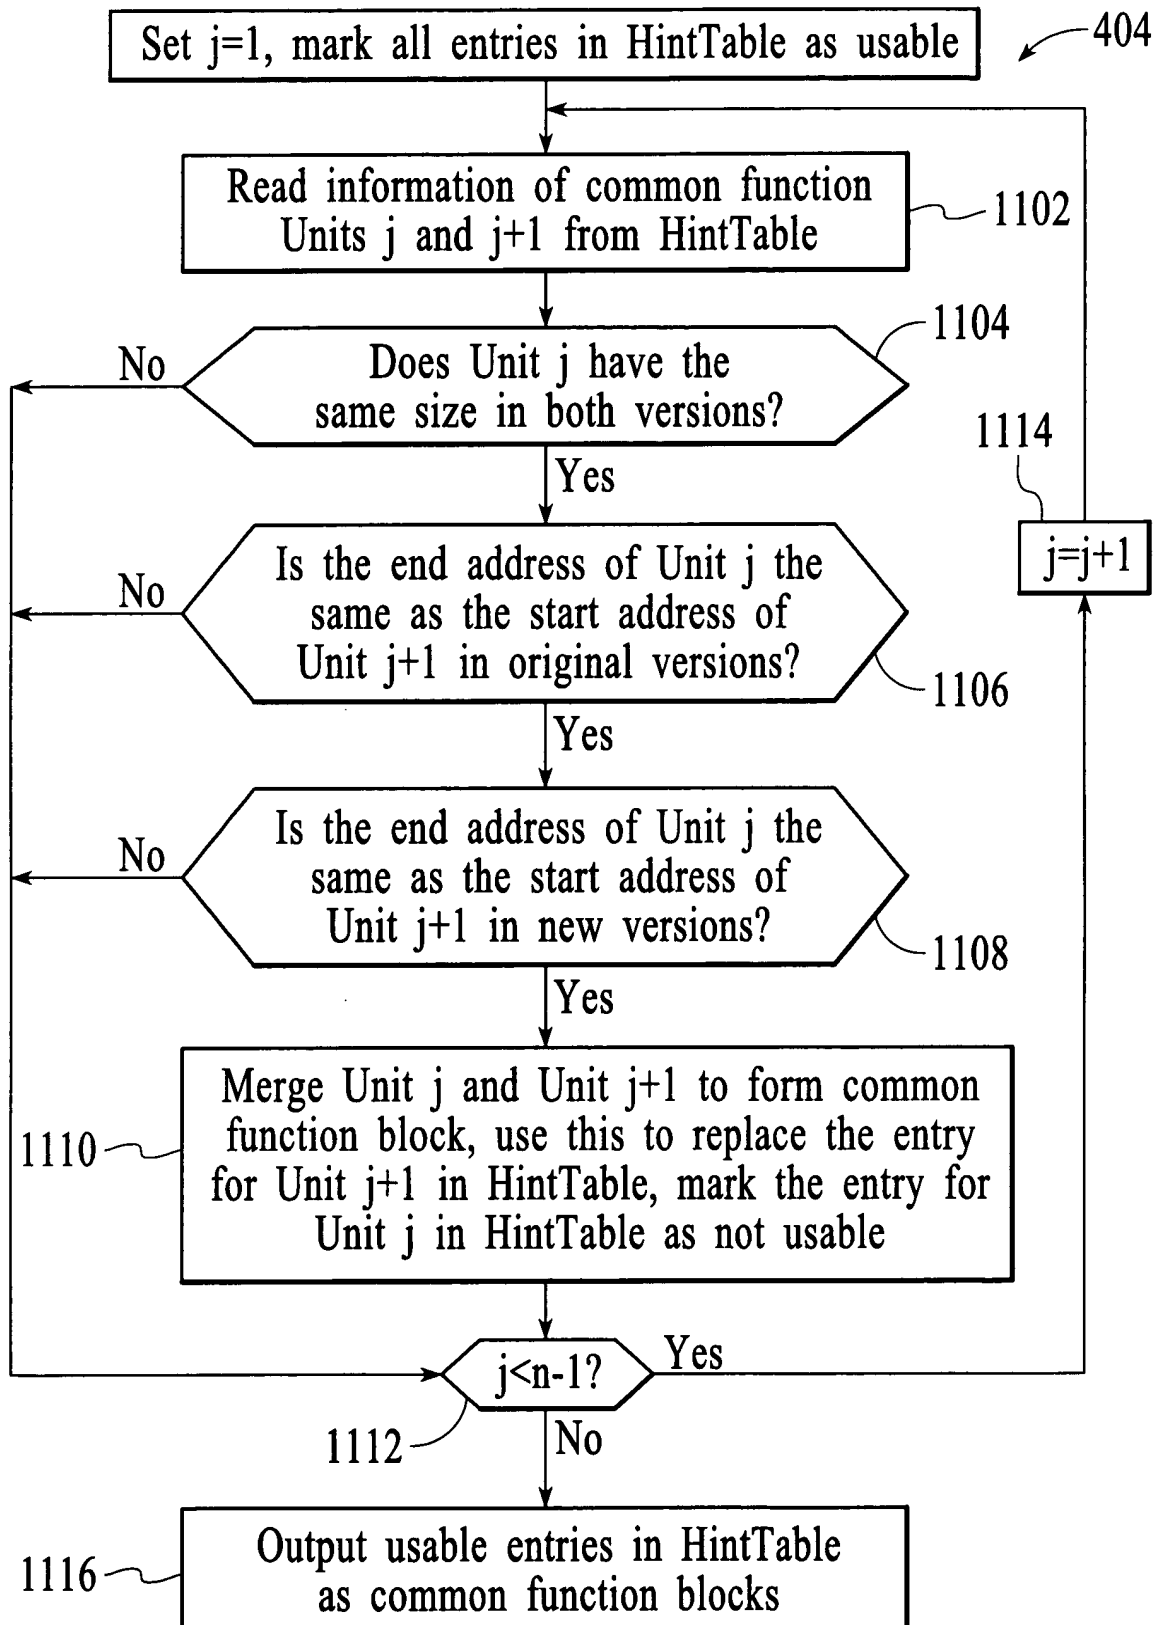 Set j=1, mark all entries in HintTable as usable
404
Read information of common function
Units j and j+1 from HintTable
1102
1104
Does Unit j have the
same size in both versions?
No
Yes
1114
j=j+1
Is the end address of Unit j the
same as the start address of
Unit j+1 in original versions?
No
1106
Yes
Is the end address of Unit j the
same as the start address of
Unit j+1 in new versions?
No
1108
Yes
Merge Unit j and Unit j+1 to form common
function block, use this to replace the entry
for Unit j+1 in HintTable, mark the entry for
Unit j in HintTable as not usable
1110
j<n-1?
Yes
1112
No
Output usable entries in HintTable
as common function blocks
1116